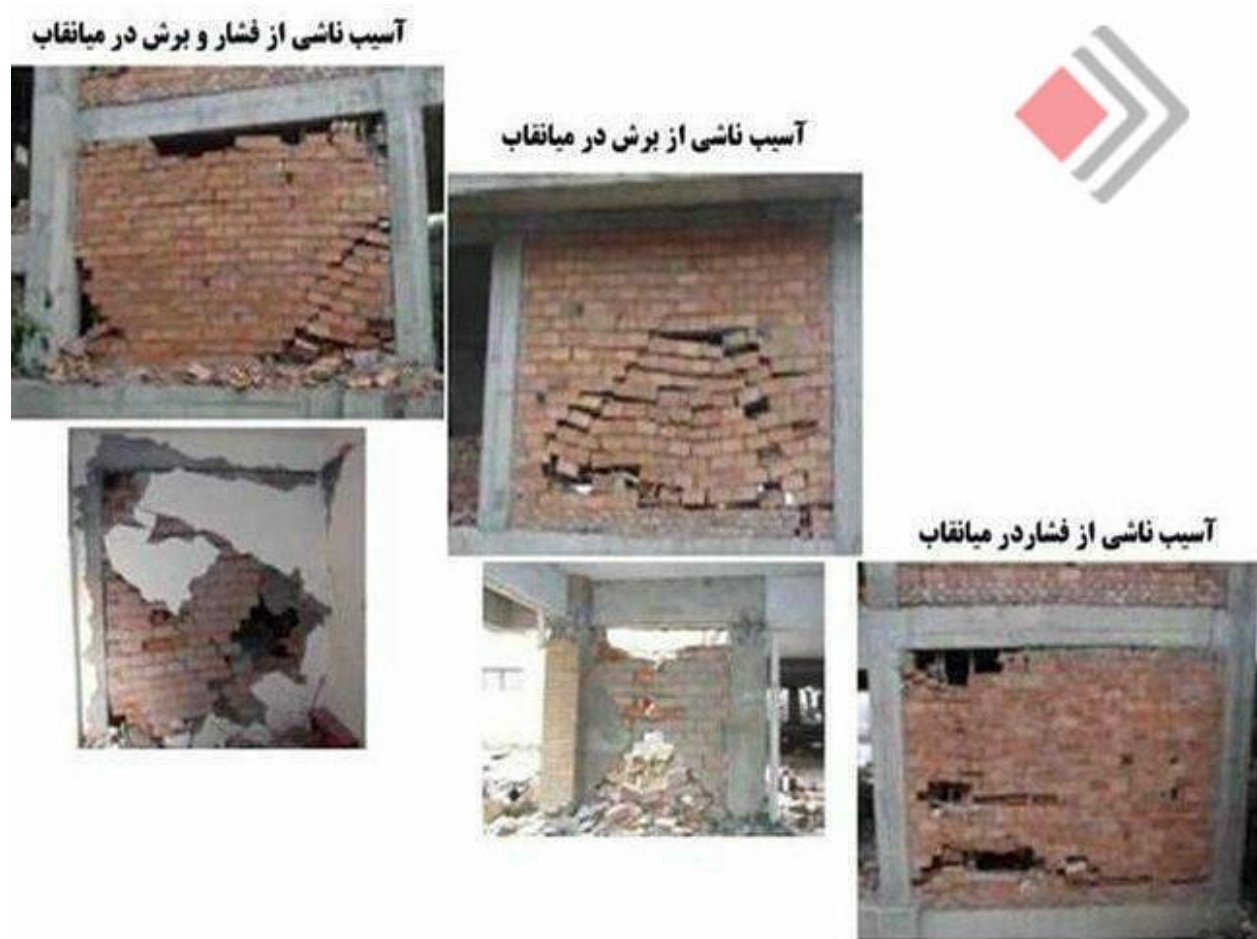 آسیب ناشی از فشار و برش در میانقاب
آسیب ناشی از برش در میانقاب
آسیب ناشی از فشاردر میانقاب